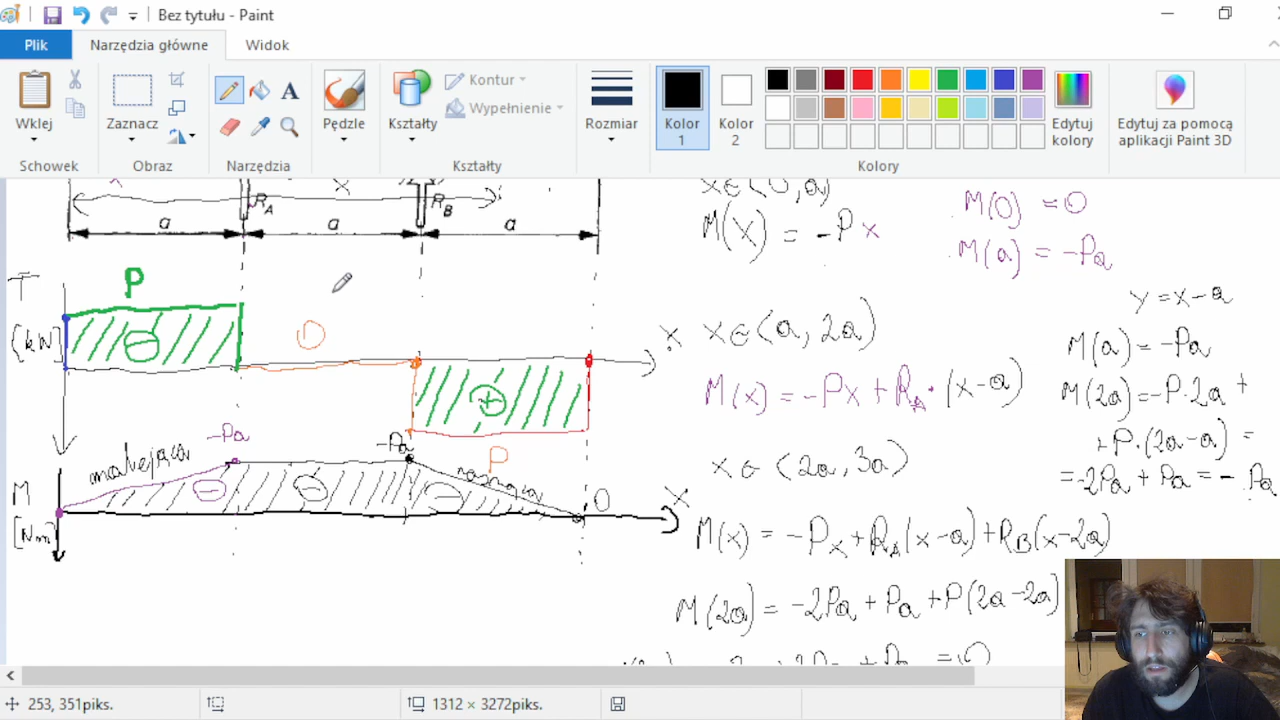 Bez tytułu - Paint
Plik Narzędzia główne Widok
Wklej
Zaznacz
A
Pędzle
Kształty
Kontur
Wypełnienie
Rozmiar
Kolor 1
Kolor 2
Edytuj kolory
Edytuj za pomocą aplikacji Paint 3D
Schowek Obraz Narzędzia Kształty Kolory
x x
R_A R_B
a a a
T
[kN]
P
0
X
P
-Pa -Pa
malejąca rosnąca
M
[Nm]
0 X
x∈(0,a)
M(x) = -Px
M(0) = 0
M(a) = -Pa
x∈(a, 2a)
M(x) = -Px + R_A·(x-a)
y = x-a
M(a) = -Pa
M(2a) = -P·2a +
+P·(2a-a) =
= -2Pa + Pa = -Pa
x∈(2a, 3a)
M(x) = -Px + R_A(x-a) + R_B(x-2a)
M(2a) = -2Pa + Pa + P(2a-2a)
253, 351piks.
1312 × 3272piks.